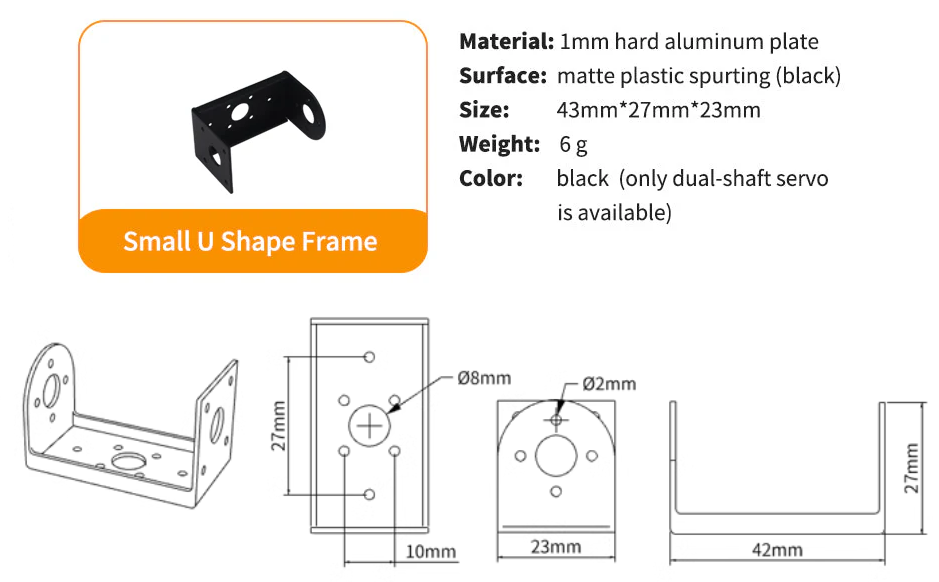 Material: 1mm hard aluminum plate
Surface: matte plastic spurting (black)
Size: 43mm*27mm*23mm
Weight: 6 g
Color: black (only dual-shaft servo
is available)
Small U Shape Frame
Ø8mm
Ø2mm
27mm
27mm
10mm
23mm
42mm